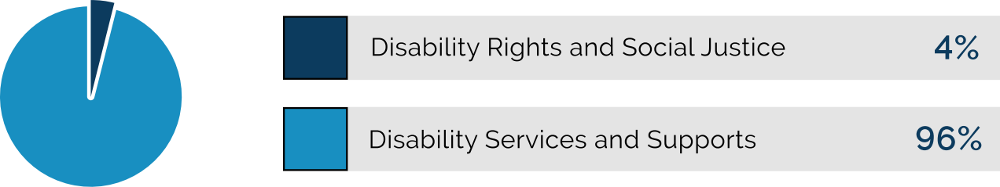 Disability Rights and Social Justice 4%
Disability Services and Supports 96%